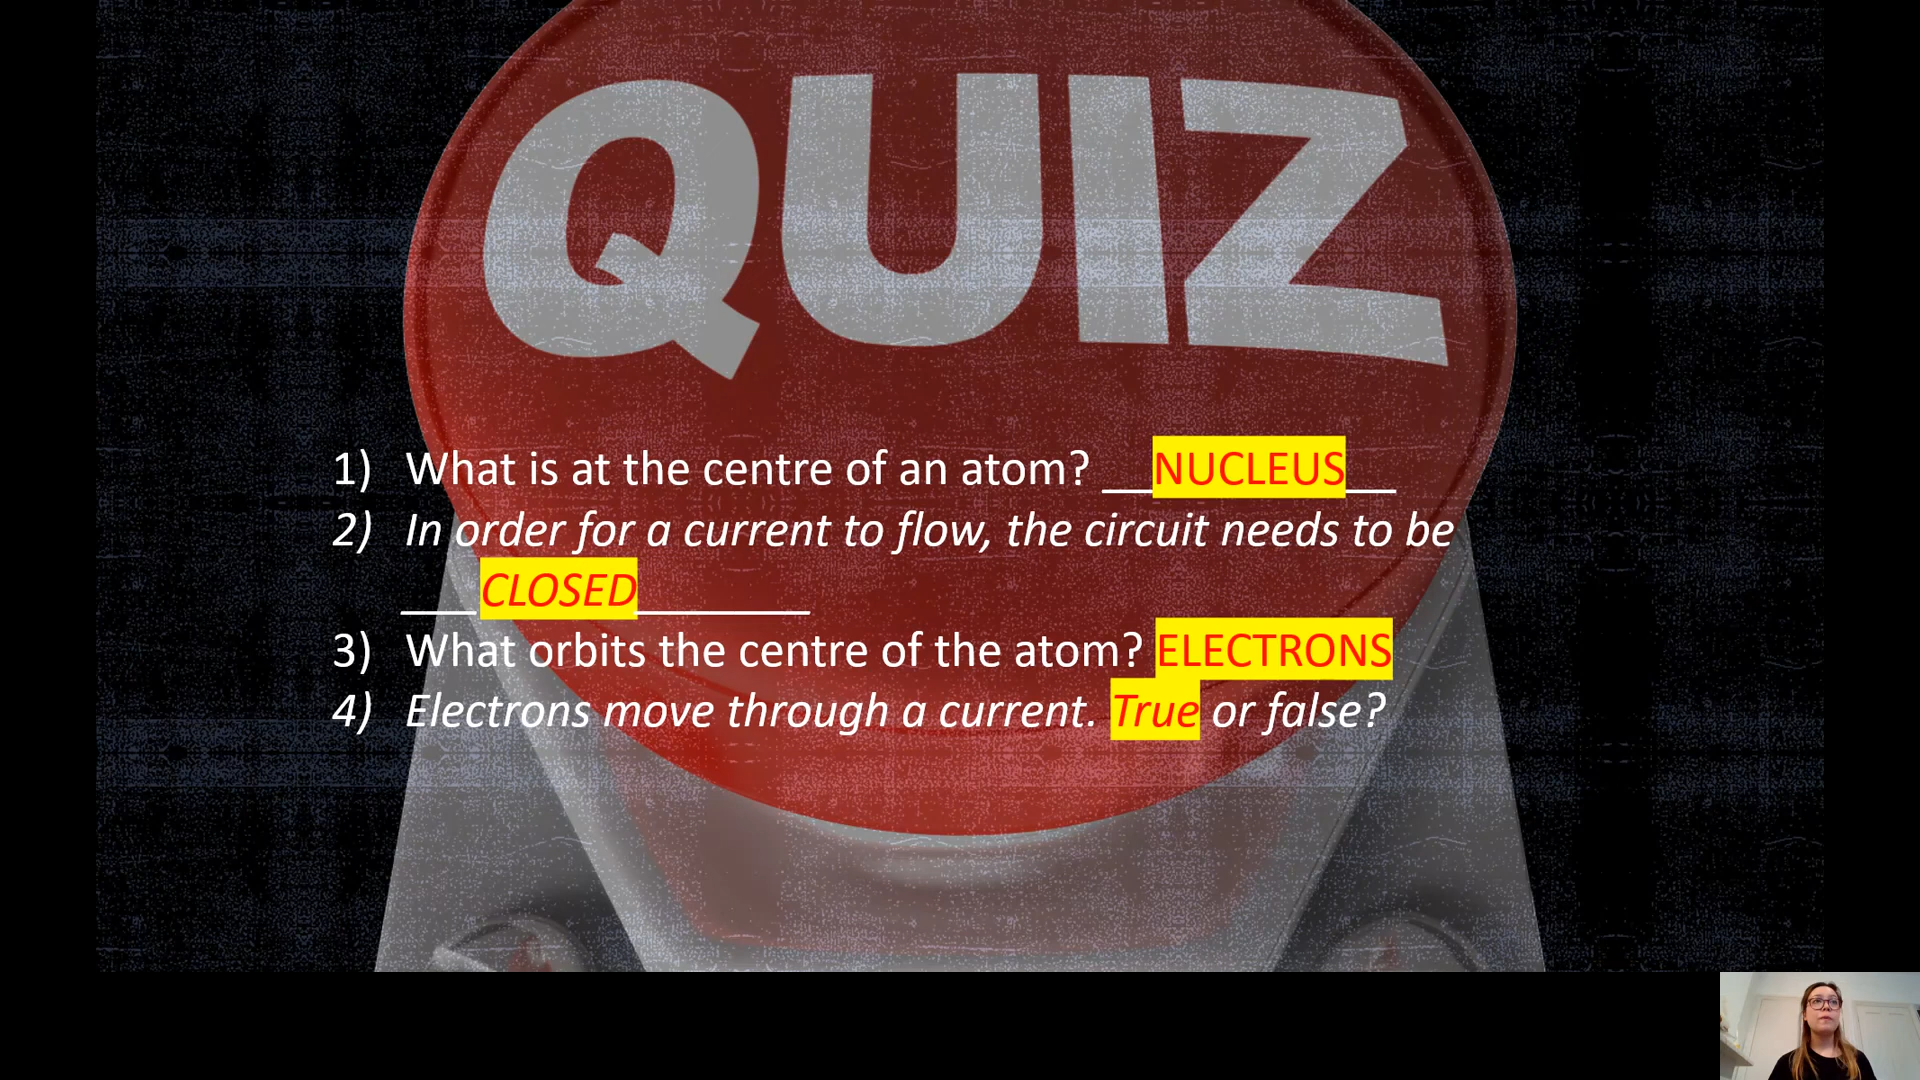 QUIZ
1) What is at the centre of an atom? __NUCLEUS__
2) In order for a current to flow, the circuit needs to be
___CLOSED_______
3) What orbits the centre of the atom? ELECTRONS
4) Electrons move through a current. True or false?